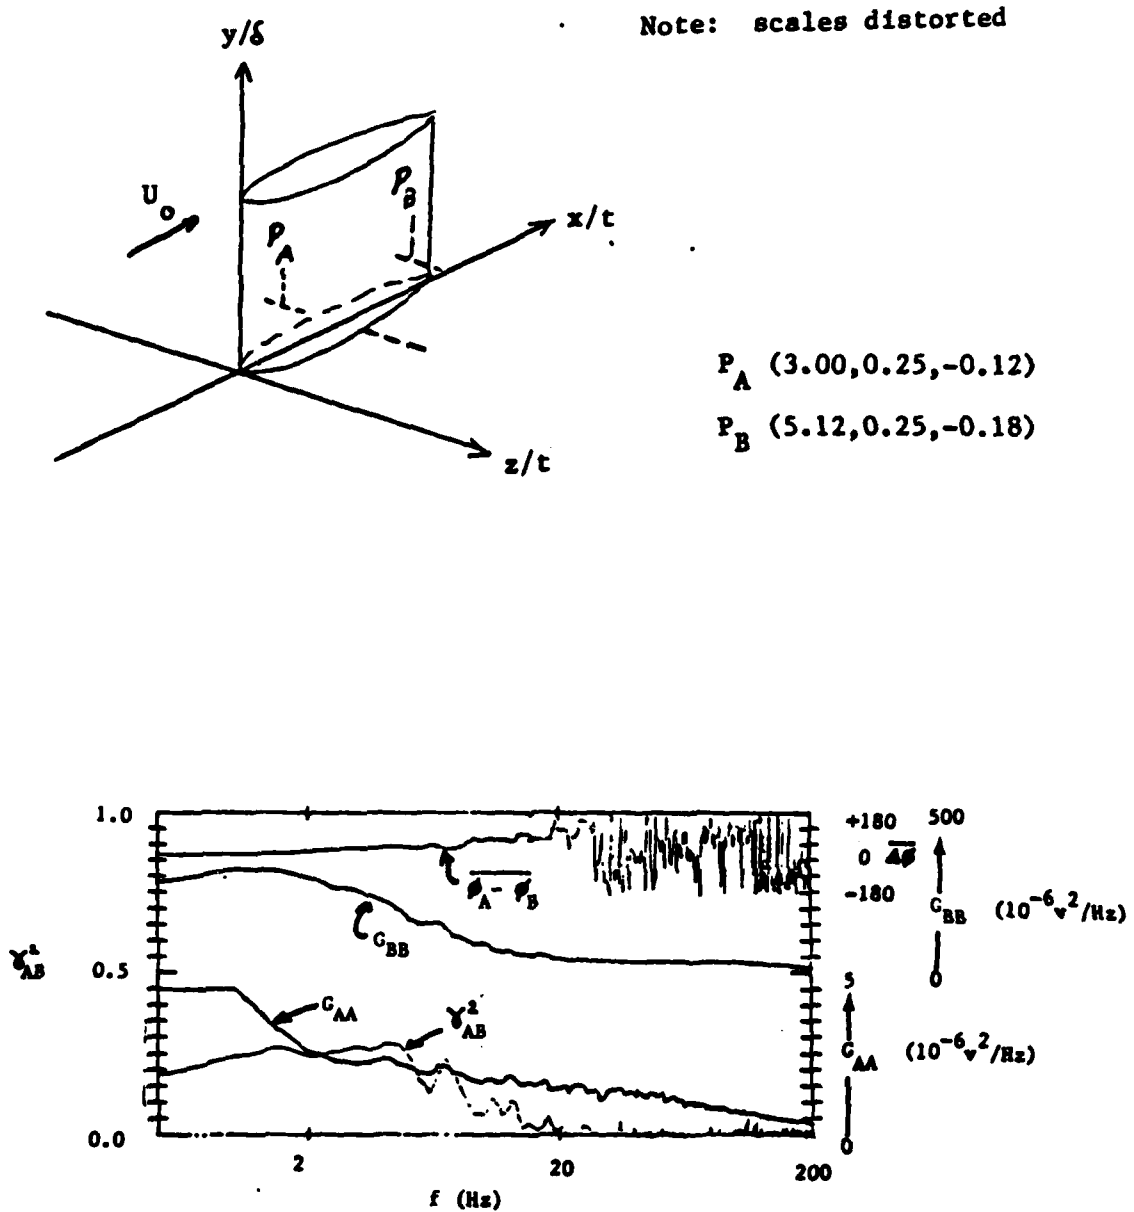 Note: scales distorted
y/δ
U₀
P_B
x/t
P_A
P_A (3.00,0.25,-0.12)
P_B (5.12,0.25,-0.18)
z/t
1.0
+180
500
0
Δφ
-180
φ_A - φ_B
G_BB (10⁻⁶v²/Hz)
G_BB
γ²_AB
0.5
0
5
G_AA
γ²_AB
G_AA (10⁻⁶v²/Hz)
0.0
0
2
20
200
f (Hz)